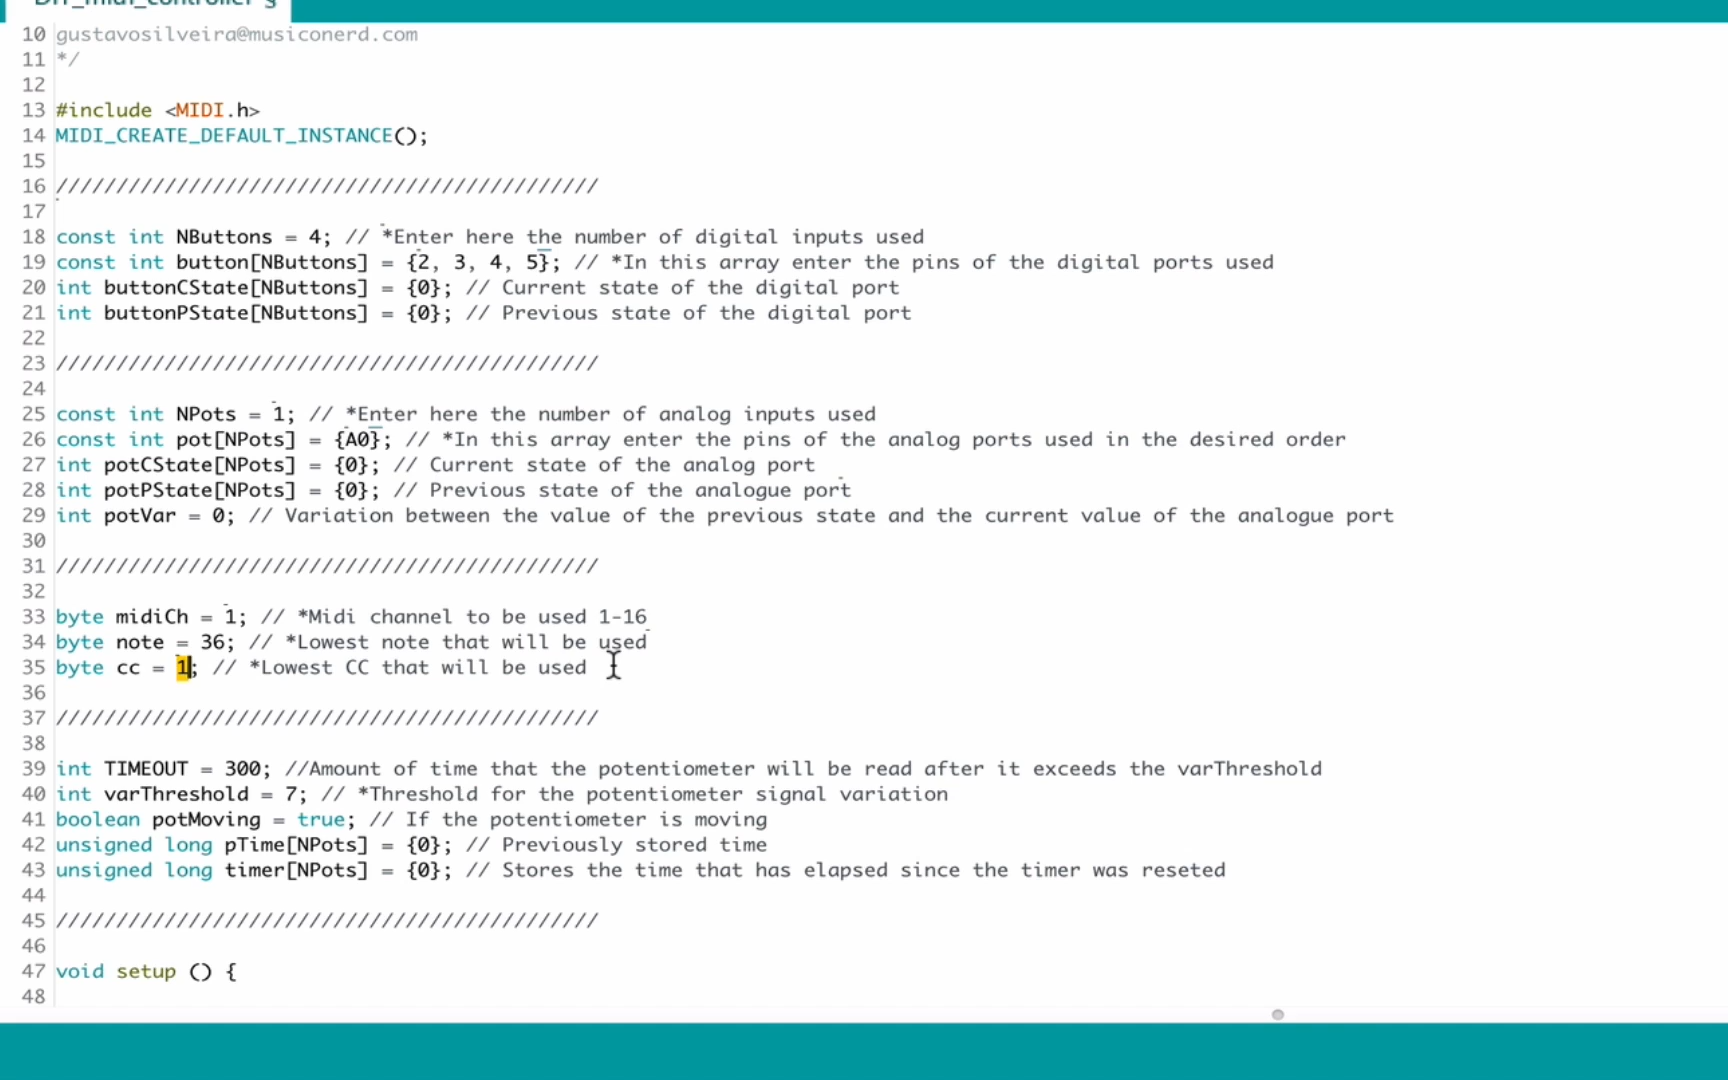 10 gustavosilveira@musiconerd.com
11 */
12
13 #include <MIDI.h>
14 MIDI_CREATE_DEFAULT_INSTANCE();
15
16 /////////////////////////////////////////////
17
18 const int NButtons = 4; // *Enter here the number of digital inputs used
19 const int button[NButtons] = {2, 3, 4, 5}; // *In this array enter the pins of the digital ports used
20 int buttonCState[NButtons] = {0}; // Current state of the digital port
21 int buttonPState[NButtons] = {0}; // Previous state of the digital port
22
23 /////////////////////////////////////////////
24
25 const int NPots = 1; // *Enter here the number of analog inputs used
26 const int pot[NPots] = {A0}; // *In this array enter the pins of the analog ports used in the desired order
27 int potCState[NPots] = {0}; // Current state of the analog port
28 int potPState[NPots] = {0}; // Previous state of the analogue port
29 int potVar = 0; // Variation between the value of the previous state and the current value of the analogue port
30
31 /////////////////////////////////////////////
32
33 byte midiCh = 1; // *Midi channel to be used 1-16
34 byte note = 36; // *Lowest note that will be used
35 byte cc = 1; // *Lowest CC that will be used
36
37 /////////////////////////////////////////////
38
39 int TIMEOUT = 300; //Amount of time that the potentiometer will be read after it exceeds the varThreshold
40 int varThreshold = 7; // *Threshold for the potentiometer signal variation
41 boolean potMoving = true; // If the potentiometer is moving
42 unsigned long pTime[NPots] = {0}; // Previously stored time
43 unsigned long timer[NPots] = {0}; // Stores the time that has elapsed since the timer was reseted
44
45 /////////////////////////////////////////////
46
47 void setup () {
48